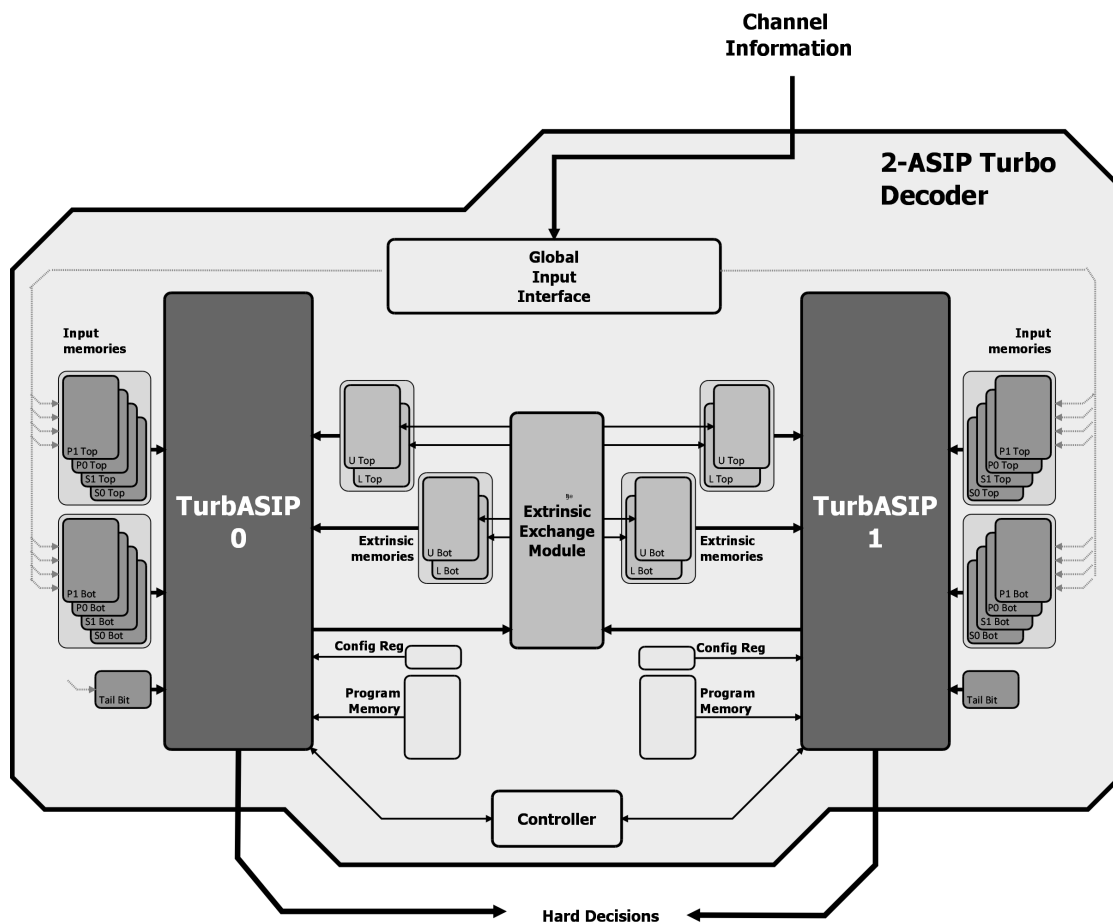 Channel
Information
2-ASIP Turbo
Decoder
Global
Input
Interface
Input
memories
P1 Top
P0 Top
S1 Top
S0 Top
P1 Bot
P0 Bot
S1 Bot
S0 Bot
Tail Bit
TurbASIP
0
U Top
L Top
Extrinsic
memories
U Bot
L Bot
Config Reg
Program
Memory
Extrinsic
Exchange
Module
U Top
L Top
U Bot
L Bot
Extrinsic
memories
Config Reg
Program
Memory
TurbASIP
1
Input
memories
P1 Top
P0 Top
S1 Top
S0 Top
P1 Bot
P0 Bot
S1 Bot
S0 Bot
Tail Bit
Controller
Hard Decisions